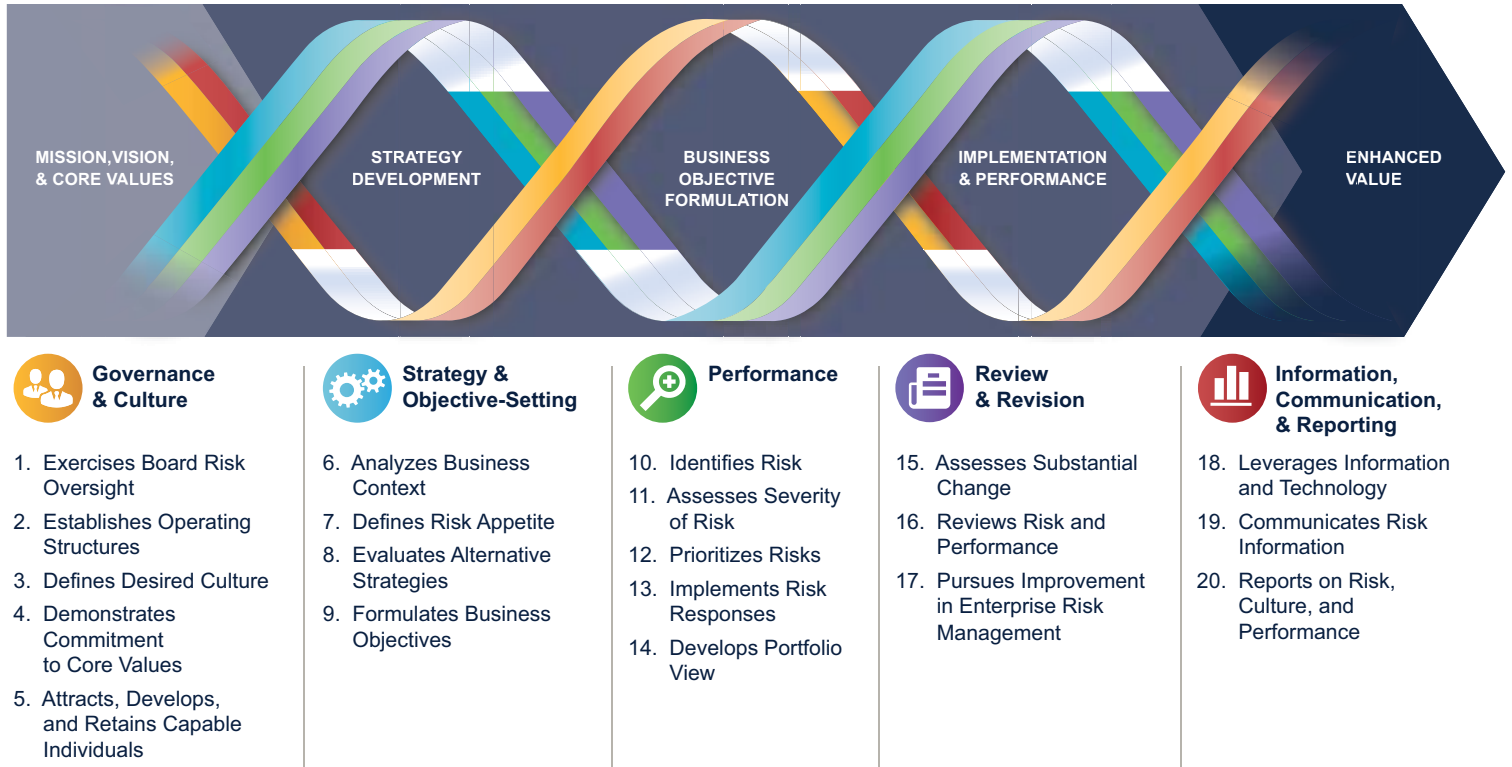 MISSION,VISION,
& CORE VALUES
STRATEGY
DEVELOPMENT
BUSINESS
OBJECTIVE
FORMULATION
IMPLEMENTATION
& PERFORMANCE
ENHANCED
VALUE
Governance
& Culture
1. Exercises Board Risk
Oversight
2. Establishes Operating
Structures
3. Defines Desired Culture
4. Demonstrates
Commitment
to Core Values
5. Attracts, Develops,
and Retains Capable
Individuals
Strategy &
Objective-Setting
6. Analyzes Business
Context
7. Defines Risk Appetite
8. Evaluates Alternative
Strategies
9. Formulates Business
Objectives
Performance
10. Identifies Risk
11. Assesses Severity
of Risk
12. Prioritizes Risks
13. Implements Risk
Responses
14. Develops Portfolio
View
Review
& Revision
15. Assesses Substantial
Change
16. Reviews Risk and
Performance
17. Pursues Improvement
in Enterprise Risk
Management
Information,
Communication,
& Reporting
18. Leverages Information
and Technology
19. Communicates Risk
Information
20. Reports on Risk,
Culture, and
Performance